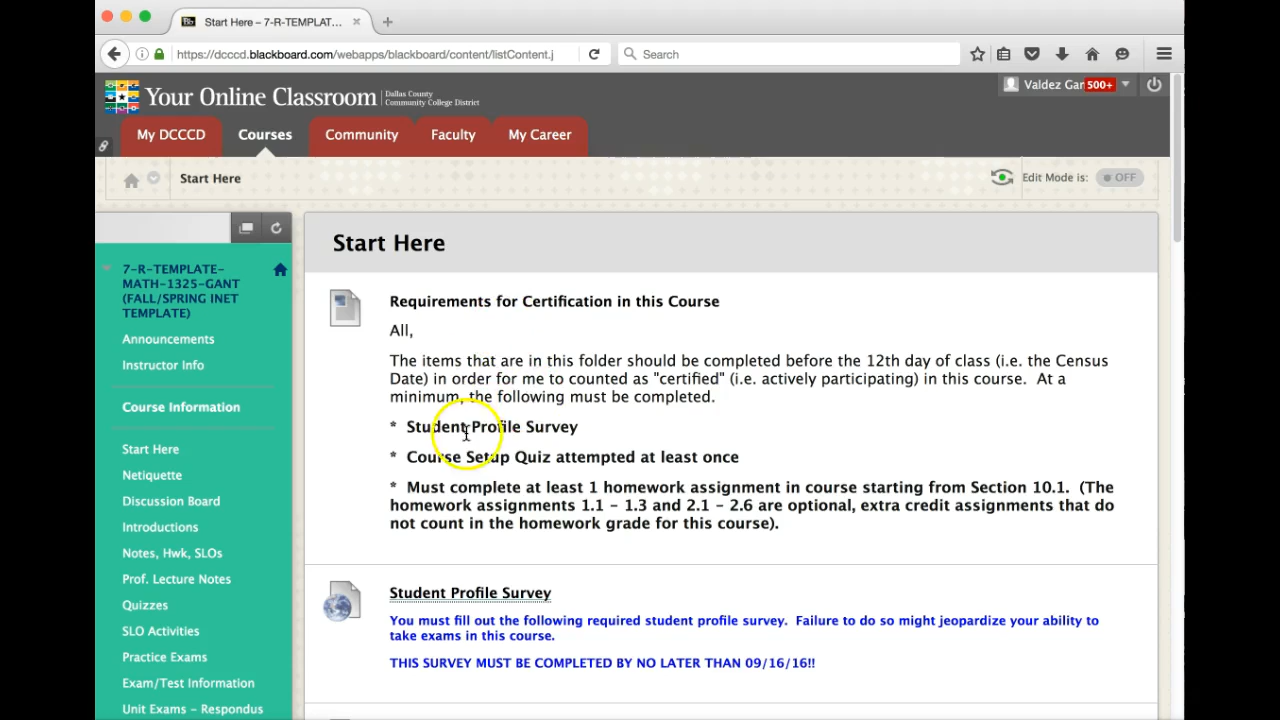 Start Here – 7-R-TEMPLAT...
https://dcccd.blackboard.com/webapps/blackboard/content/listContent.j
Search
Your Online Classroom
Dallas County
Community College District
Valdez Gan
500+
My DCCCD
Courses
Community
Faculty
My Career
Start Here
Edit Mode is:
OFF
7-R-TEMPLATE-
MATH-1325-GANT
(FALL/SPRING INET
TEMPLATE)
Announcements
Instructor Info
Course Information
Start Here
Netiquette
Discussion Board
Introductions
Notes, Hwk, SLOs
Prof. Lecture Notes
Quizzes
SLO Activities
Practice Exams
Exam/Test Information
Unit Exams – Respondus
Start Here
Requirements for Certification in this Course
All,
The items that are in this folder should be completed before the 12th day of class (i.e. the Census
Date) in order for me to counted as "certified" (i.e. actively participating) in this course.  At a
minimum, the following must be completed.
*  Student Profile Survey
*  Course Setup Quiz attempted at least once
*  Must complete at least 1 homework assignment in course starting from Section 10.1.  (The
homework assignments 1.1 – 1.3 and 2.1 – 2.6 are optional, extra credit assignments that do
not count in the homework grade for this course).
Student Profile Survey
You must fill out the following required student profile survey.  Failure to do so might jeopardize your ability to
take exams in this course.
THIS SURVEY MUST BE COMPLETED BY NO LATER THAN 09/16/16!!